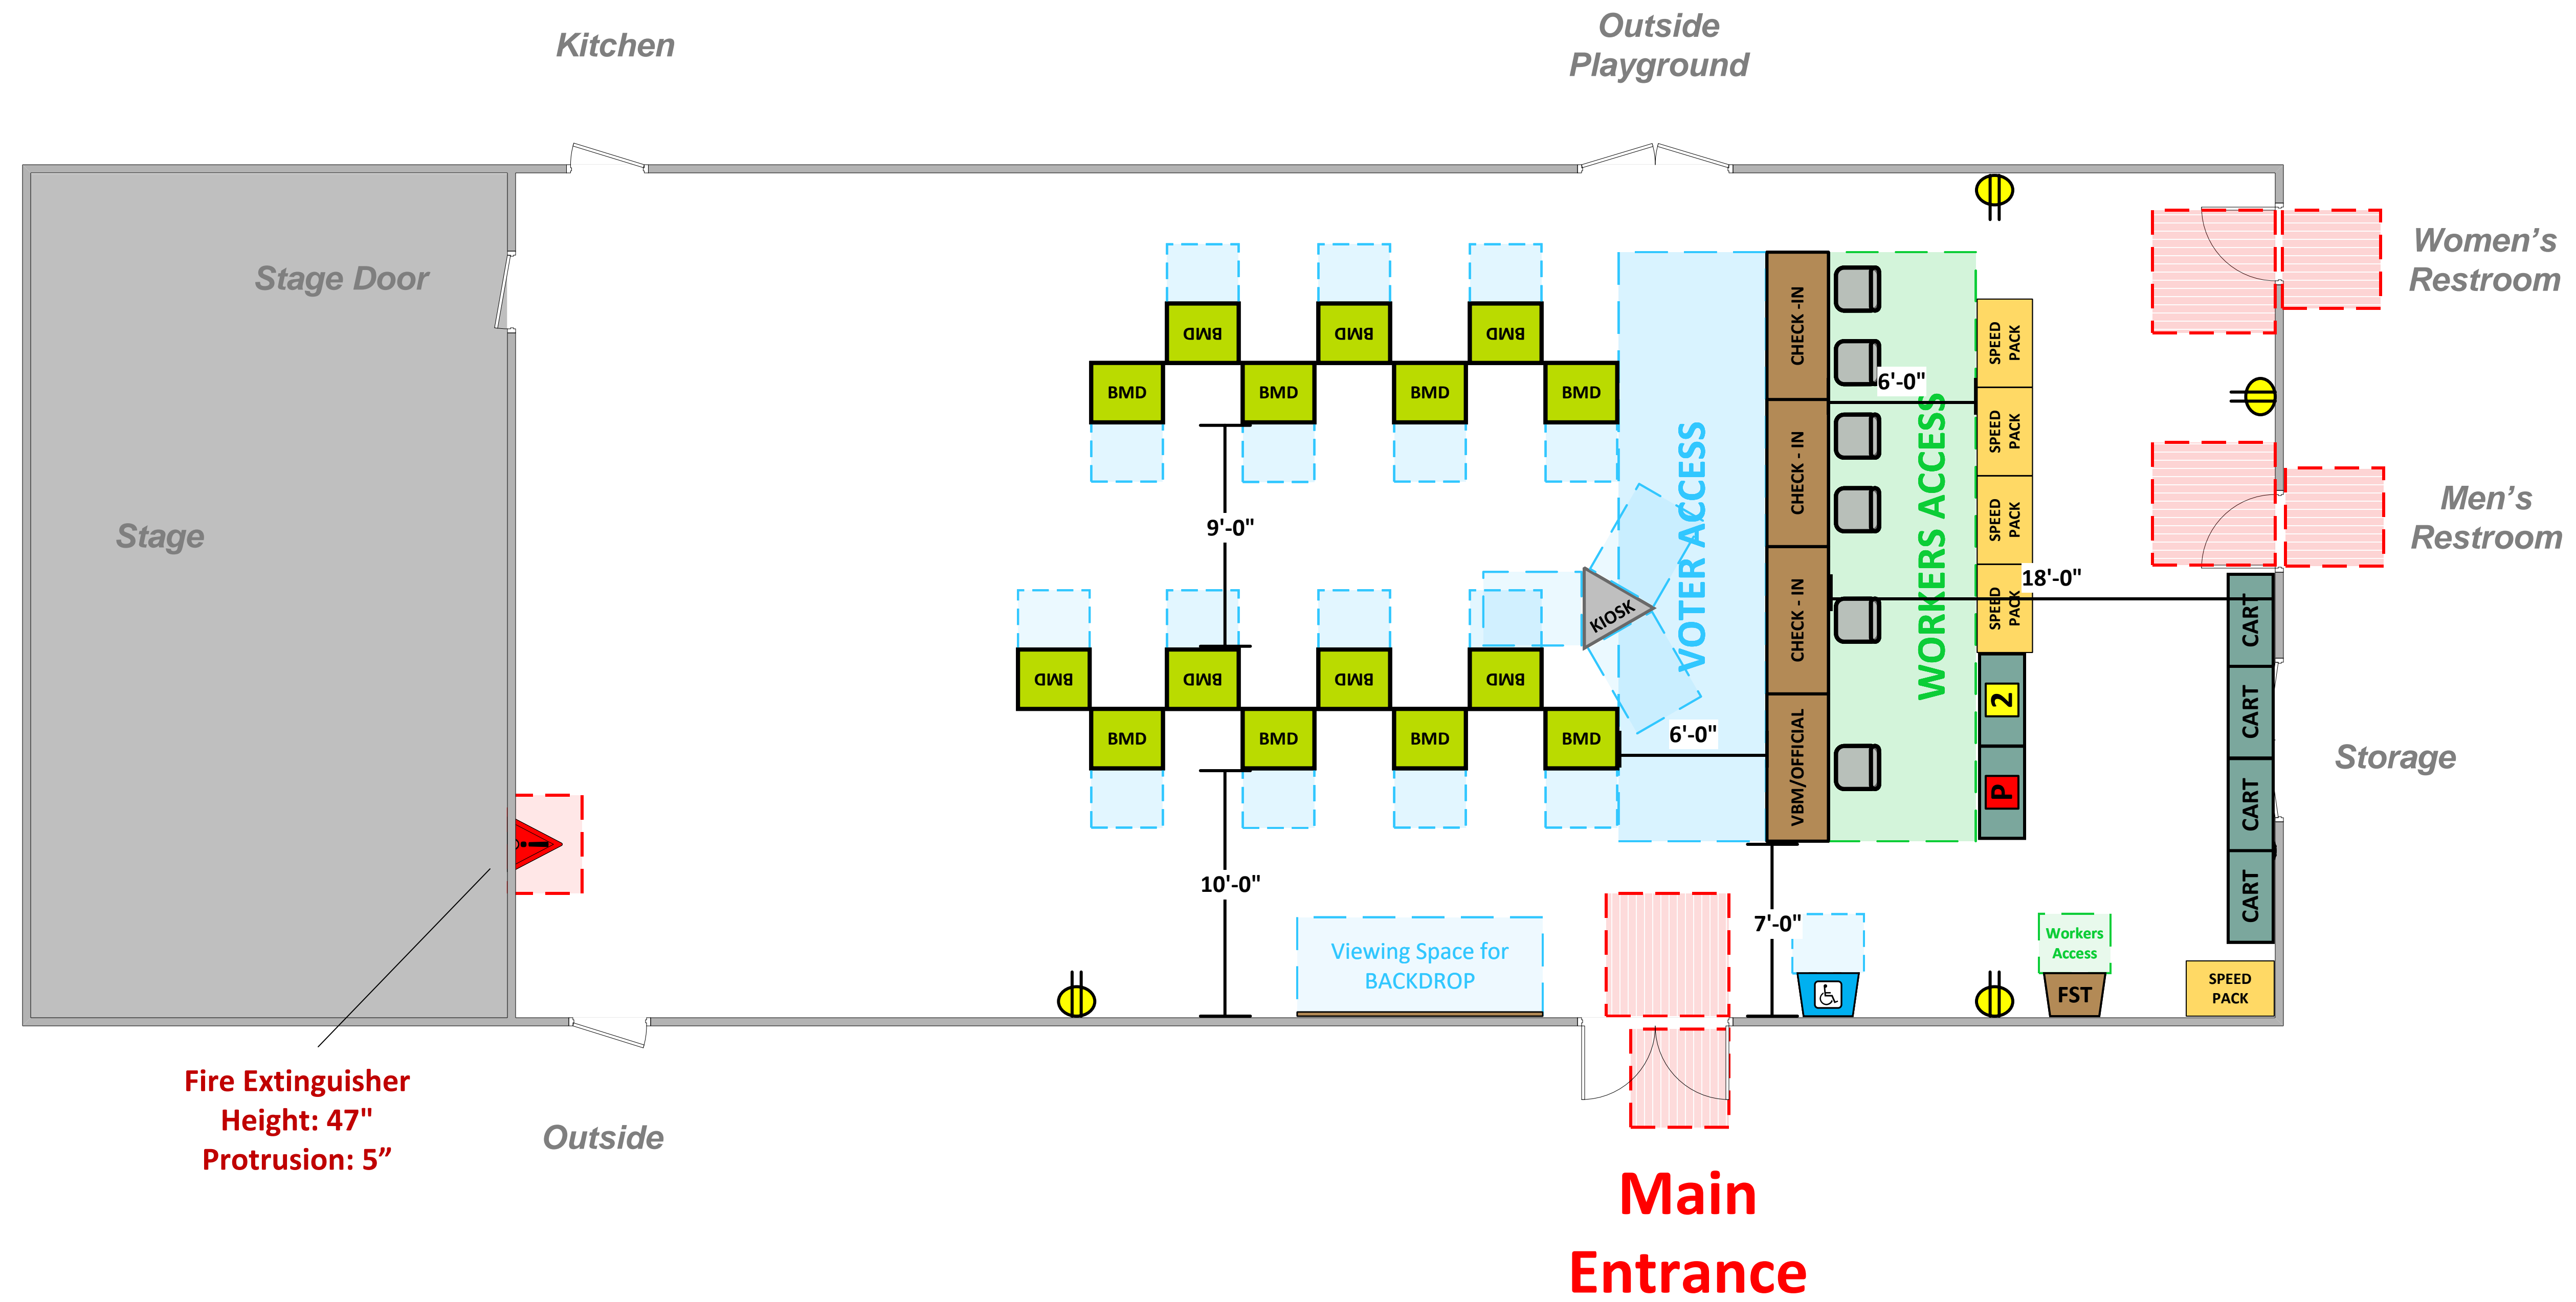 Kitchen
Outside
Playground
Women's
Restroom
Stage Door
BMD
BMD
BMD
BMD
BMD
BMD
BMD
CHECK -IN
SPEED
PACK
6'-0"
CHECK - IN
SPEED
PACK
VOTER ACCESS
WORKERS ACCESS
Men's
Restroom
Stage
9'-0"
SPEED
PACK
18'-0"
KIOSK
CHECK - IN
SPEED
PACK
CART
BMD
BMD
BMD
BMD
BMD
BMD
BMD
BMD
6'-0"
2
CART
VBM/OFFICIAL
P
CART
Storage
!
10'-0"
7'-0"
CART
Viewing Space for
BACKDROP
Workers
Access
FST
SPEED
PACK
Fire Extinguisher
Height: 47"
Protrusion: 5”
Outside
Main
Entrance